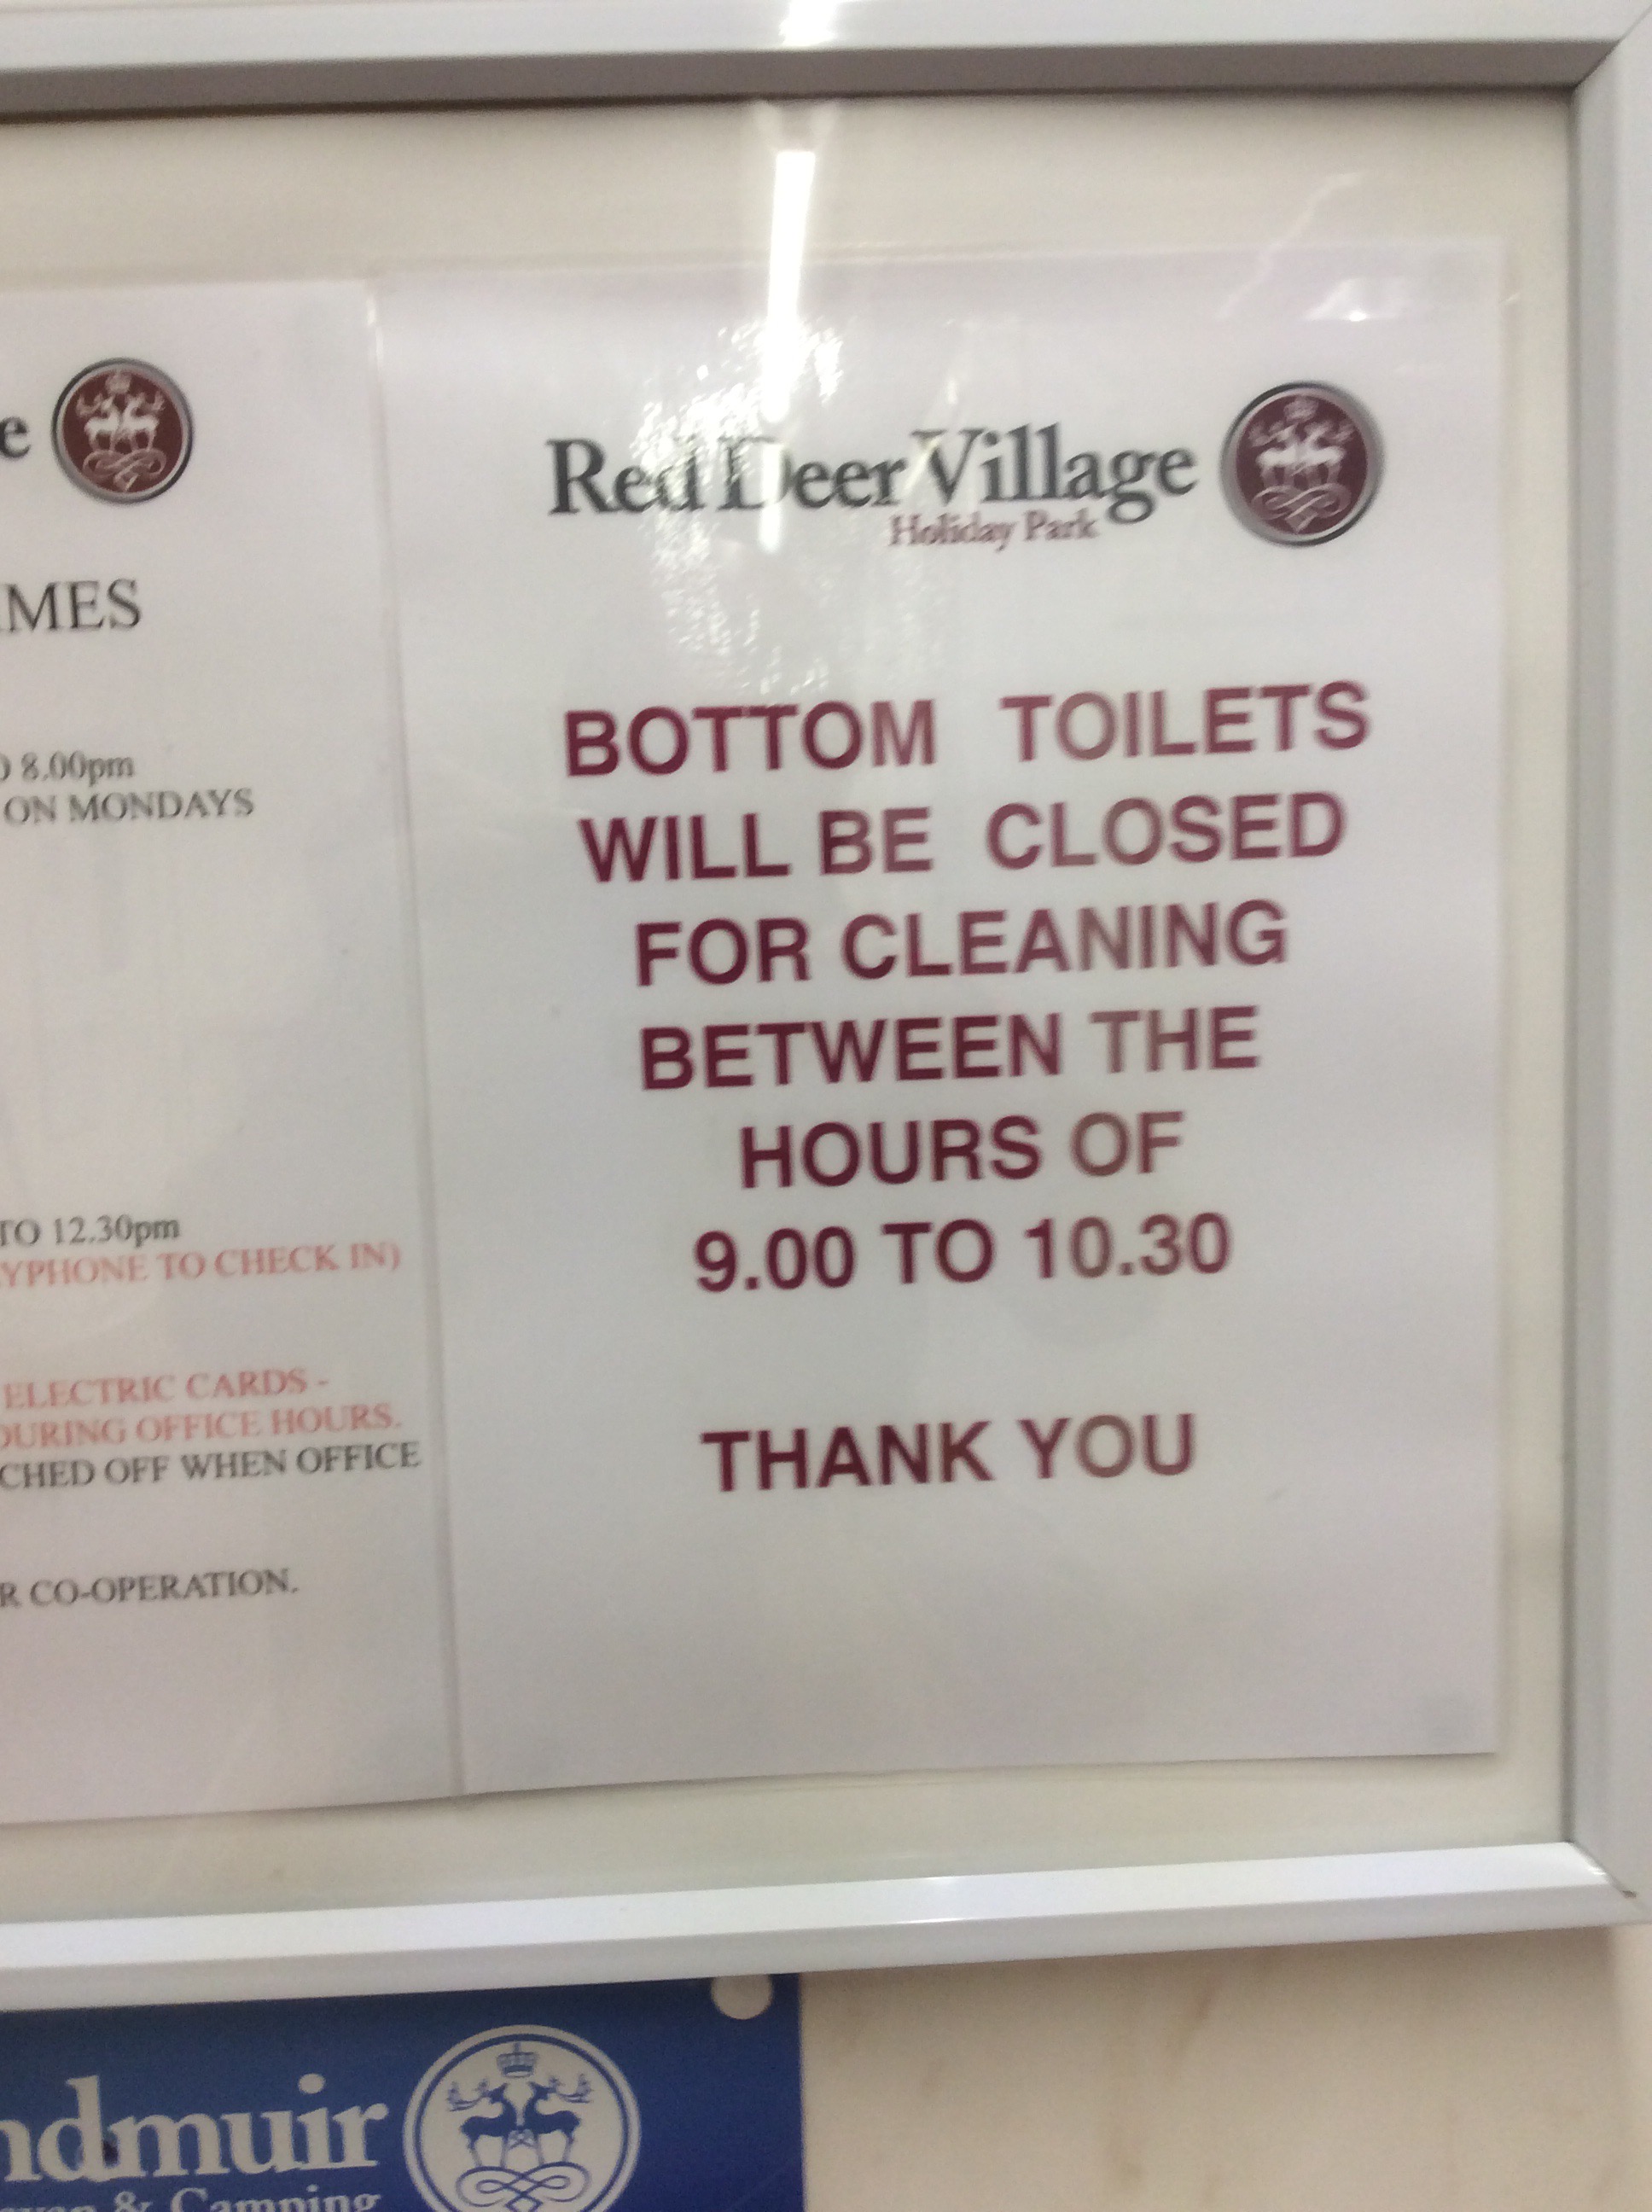 e
MES
8.00pm
ON MONDAYS
TO 12.30pm
YPHONE TO CHECK IN)
ELECTRIC CARDS -
DURING OFFICE HOURS.
CHED OFF WHEN OFFICE
R CO-OPERATION.
Red Deer Village
Holiday Park
BOTTOM TOILETS
WILL BE CLOSED
FOR CLEANING
BETWEEN THE
HOURS OF
9.00 TO 10.30
THANK YOU
ndmuir
& Camping